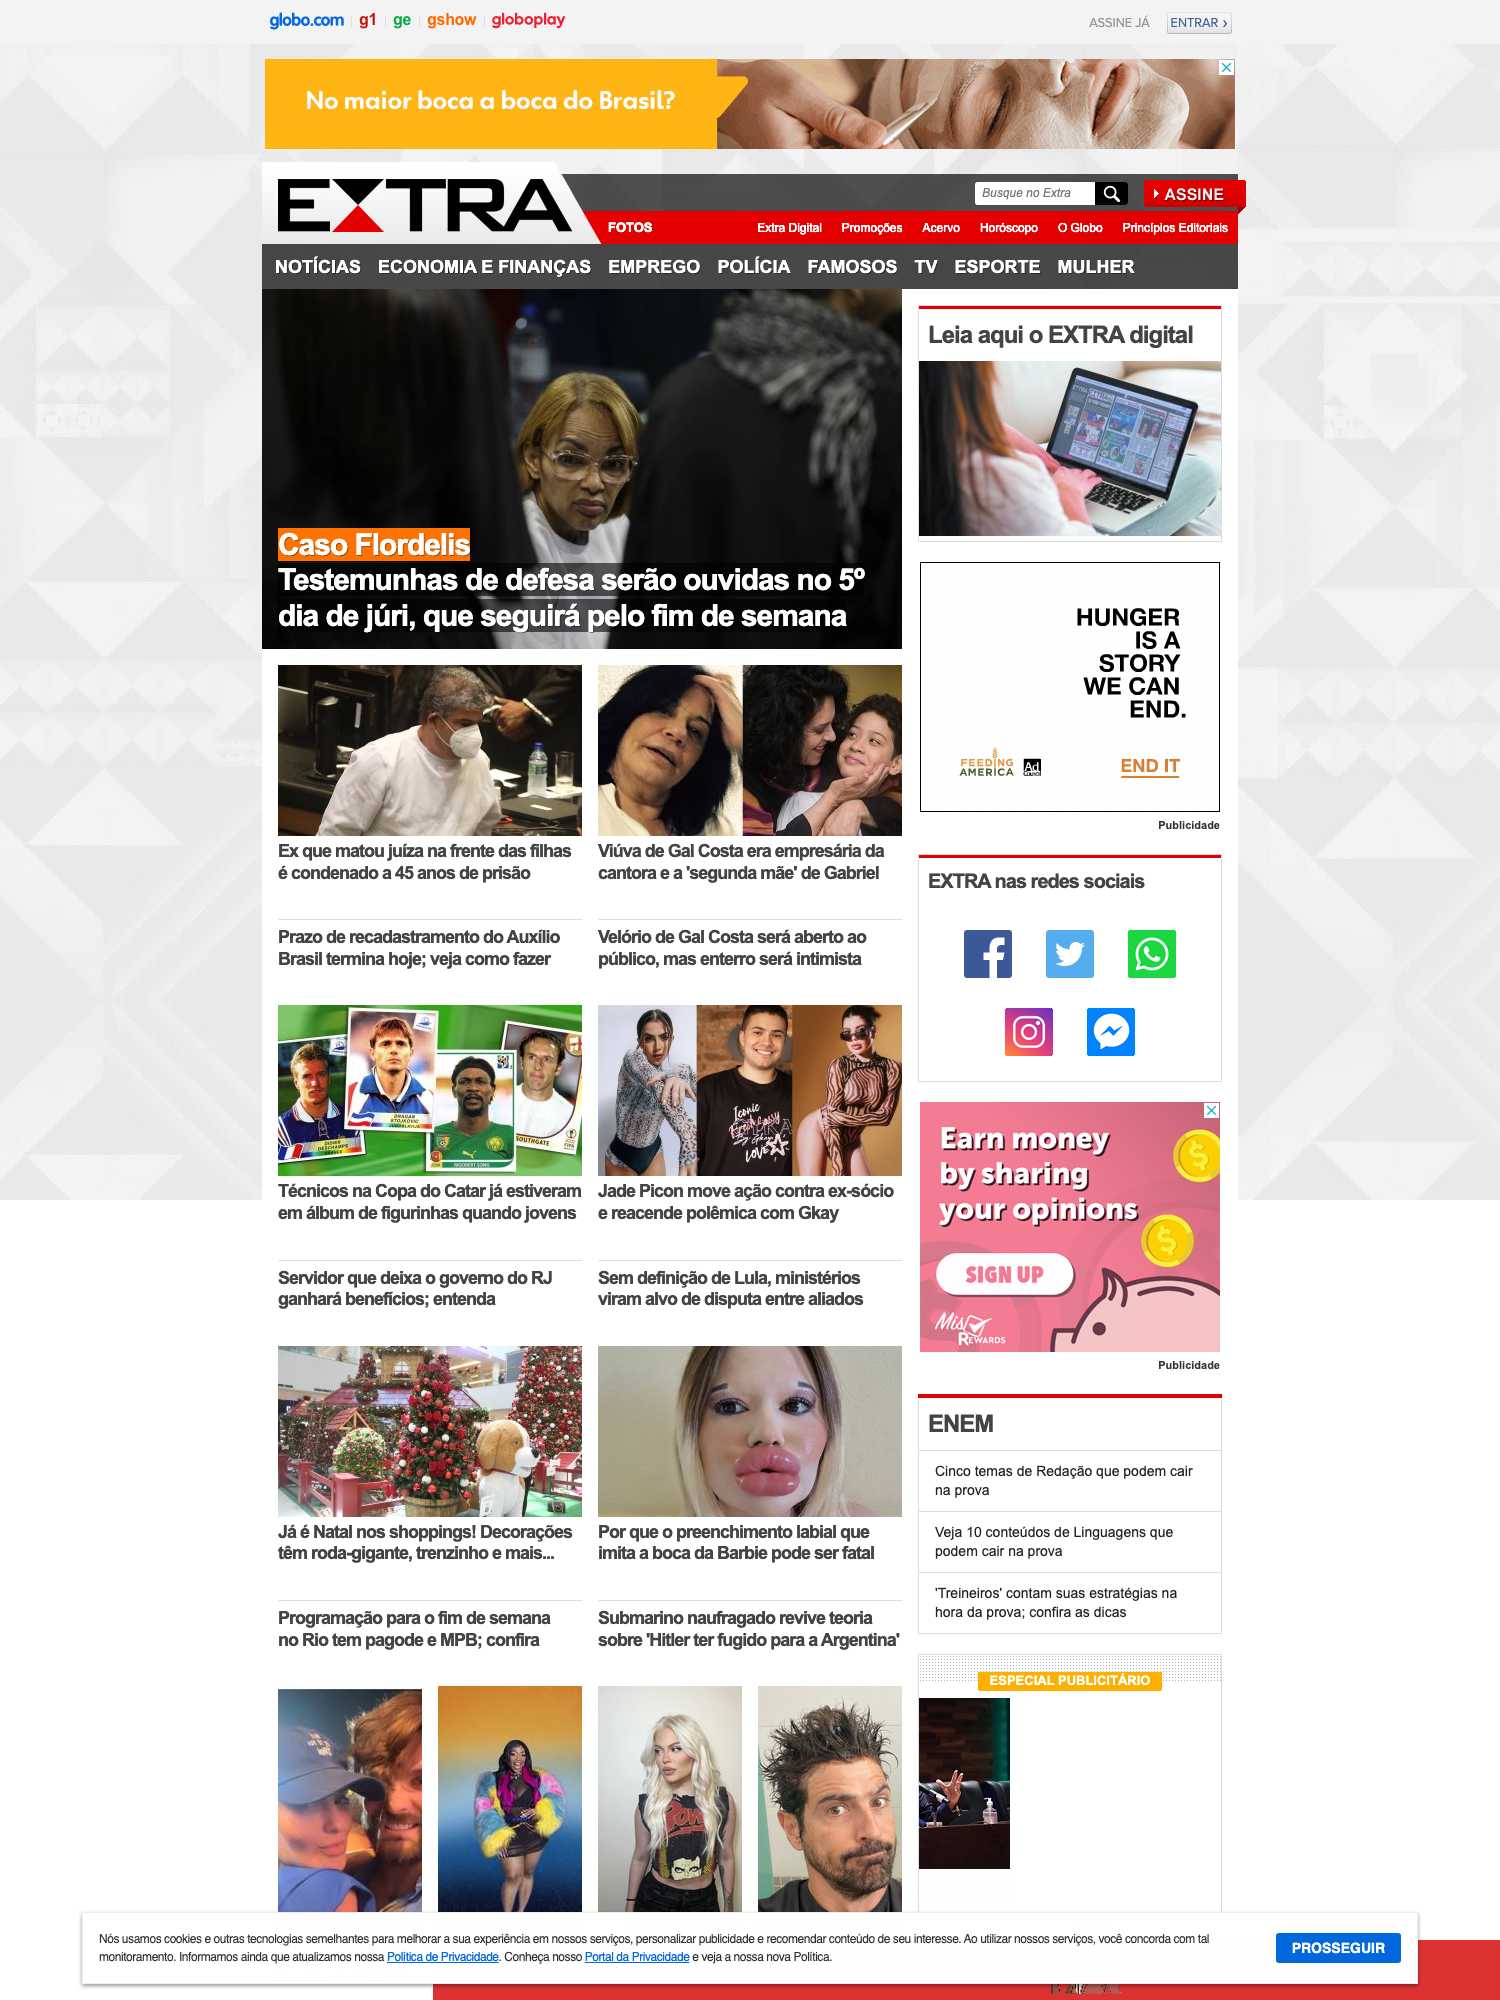 globo.com
g1
ge
gshow
globoplay
ASSINE JÁ
ENTRAR ›
No maior boca a boca do Brasil?
EXTRA
Busque no Extra
ASSINE
FOTOS
Extra Digital
Promoções
Acervo
Horóscopo
O Globo
Princípios Editoriais
NOTÍCIAS
ECONOMIA E FINANÇAS
EMPREGO
POLÍCIA
FAMOSOS
TV
ESPORTE
MULHER
Caso Flordelis
Testemunhas de defesa serão ouvidas no 5º
dia de júri, que seguirá pelo fim de semana
Leia aqui o EXTRA digital
HUNGER
IS A
STORY
WE CAN
END.
FEEDING
AMERICA
Ad
Council
END IT
Publicidade
Ex que matou juíza na frente das filhas
é condenado a 45 anos de prisão
Viúva de Gal Costa era empresária da
cantora e a 'segunda mãe' de Gabriel
Prazo de recadastramento do Auxílio
Brasil termina hoje; veja como fazer
Velório de Gal Costa será aberto ao
público, mas enterro será intimista
EXTRA nas redes sociais
DIDIER
DESCHAMPS
DRAGAN
STOJKOVIC
JUGOSLAVIJA
RIGOBERT SONG
SOUTHGATE
Iconic
LOVE
Técnicos na Copa do Catar já estiveram
em álbum de figurinhas quando jovens
Jade Picon move ação contra ex-sócio
e reacende polêmica com Gkay
Servidor que deixa o governo do RJ
ganhará benefícios; entenda
Sem definição de Lula, ministérios
viram alvo de disputa entre aliados
Earn money
by sharing
your opinions
SIGN UP
Mis
REWARDS
Publicidade
ENEM
Cinco temas de Redação que podem cair
na prova
Veja 10 conteúdos de Linguagens que
podem cair na prova
'Treineiros' contam suas estratégias na
hora da prova; confira as dicas
Já é Natal nos shoppings! Decorações
têm roda-gigante, trenzinho e mais...
Por que o preenchimento labial que
imita a boca da Barbie pode ser fatal
Programação para o fim de semana
no Rio tem pagode e MPB; confira
Submarino naufragado revive teoria
sobre 'Hitler ter fugido para a Argentina'
ESPECIAL PUBLICITÁRIO
Nós usamos cookies e outras tecnologias semelhantes para melhorar a sua experiência em nossos serviços, personalizar publicidade e recomendar conteúdo de seu interesse. Ao utilizar nossos serviços, você concorda com tal
monitoramento. Informamos ainda que atualizamos nossa Política de Privacidade. Conheça nosso Portal da Privacidade e veja a nossa nova Política.
PROSSEGUIR